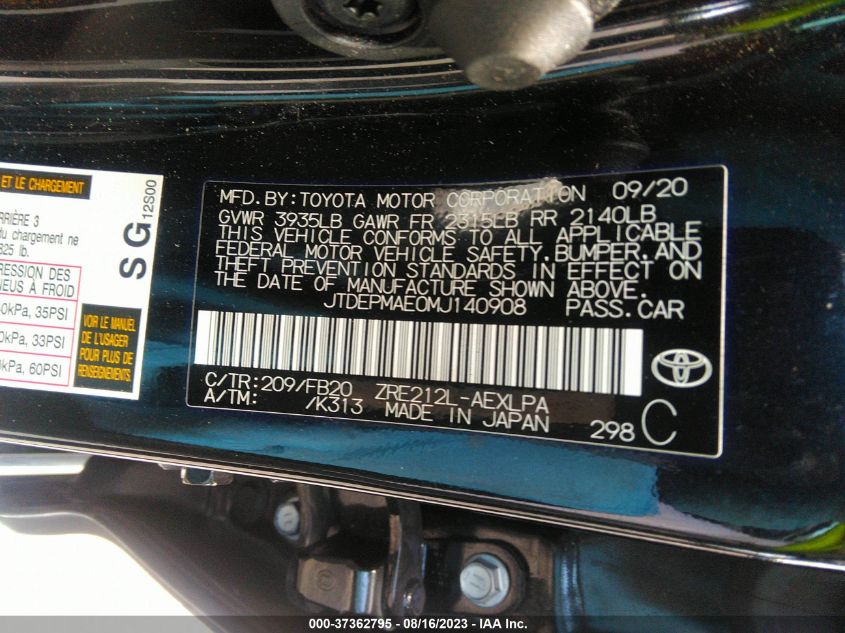 ET LE CHARGEMENT
RRIÈRE 3
du chargement ne
825 lb.
RESSION DES
NEUS À FROID
0kPa, 35PSI
0kPa, 33PSI
0kPa, 60PSI
SG
12S00
VOIR LE MANUEL
DE L'USAGER
POUR PLUS DE
RENSEIGNEMENTS
MFD.BY:TOYOTA MOTOR CORPORATION 09/20
GVWR 3935LB GAWR FR 2315LB RR 2140LB
THIS VEHICLE CONFORMS TO ALL APPLICABLE
FEDERAL MOTOR VEHICLE SAFETY,BUMPER,AND
THEFT PREVENTION STANDARDS IN EFFECT ON
THE DATE OF MANUFACTURE SHOWN ABOVE.
JTDEPMAE0MJ140908 PASS.CAR
C/TR:209/FB20 ZRE212L-AEXLPA
A/TM: /K313 MADE IN JAPAN
298 C
000-37362795 - 08/16/2023 - IAA Inc.